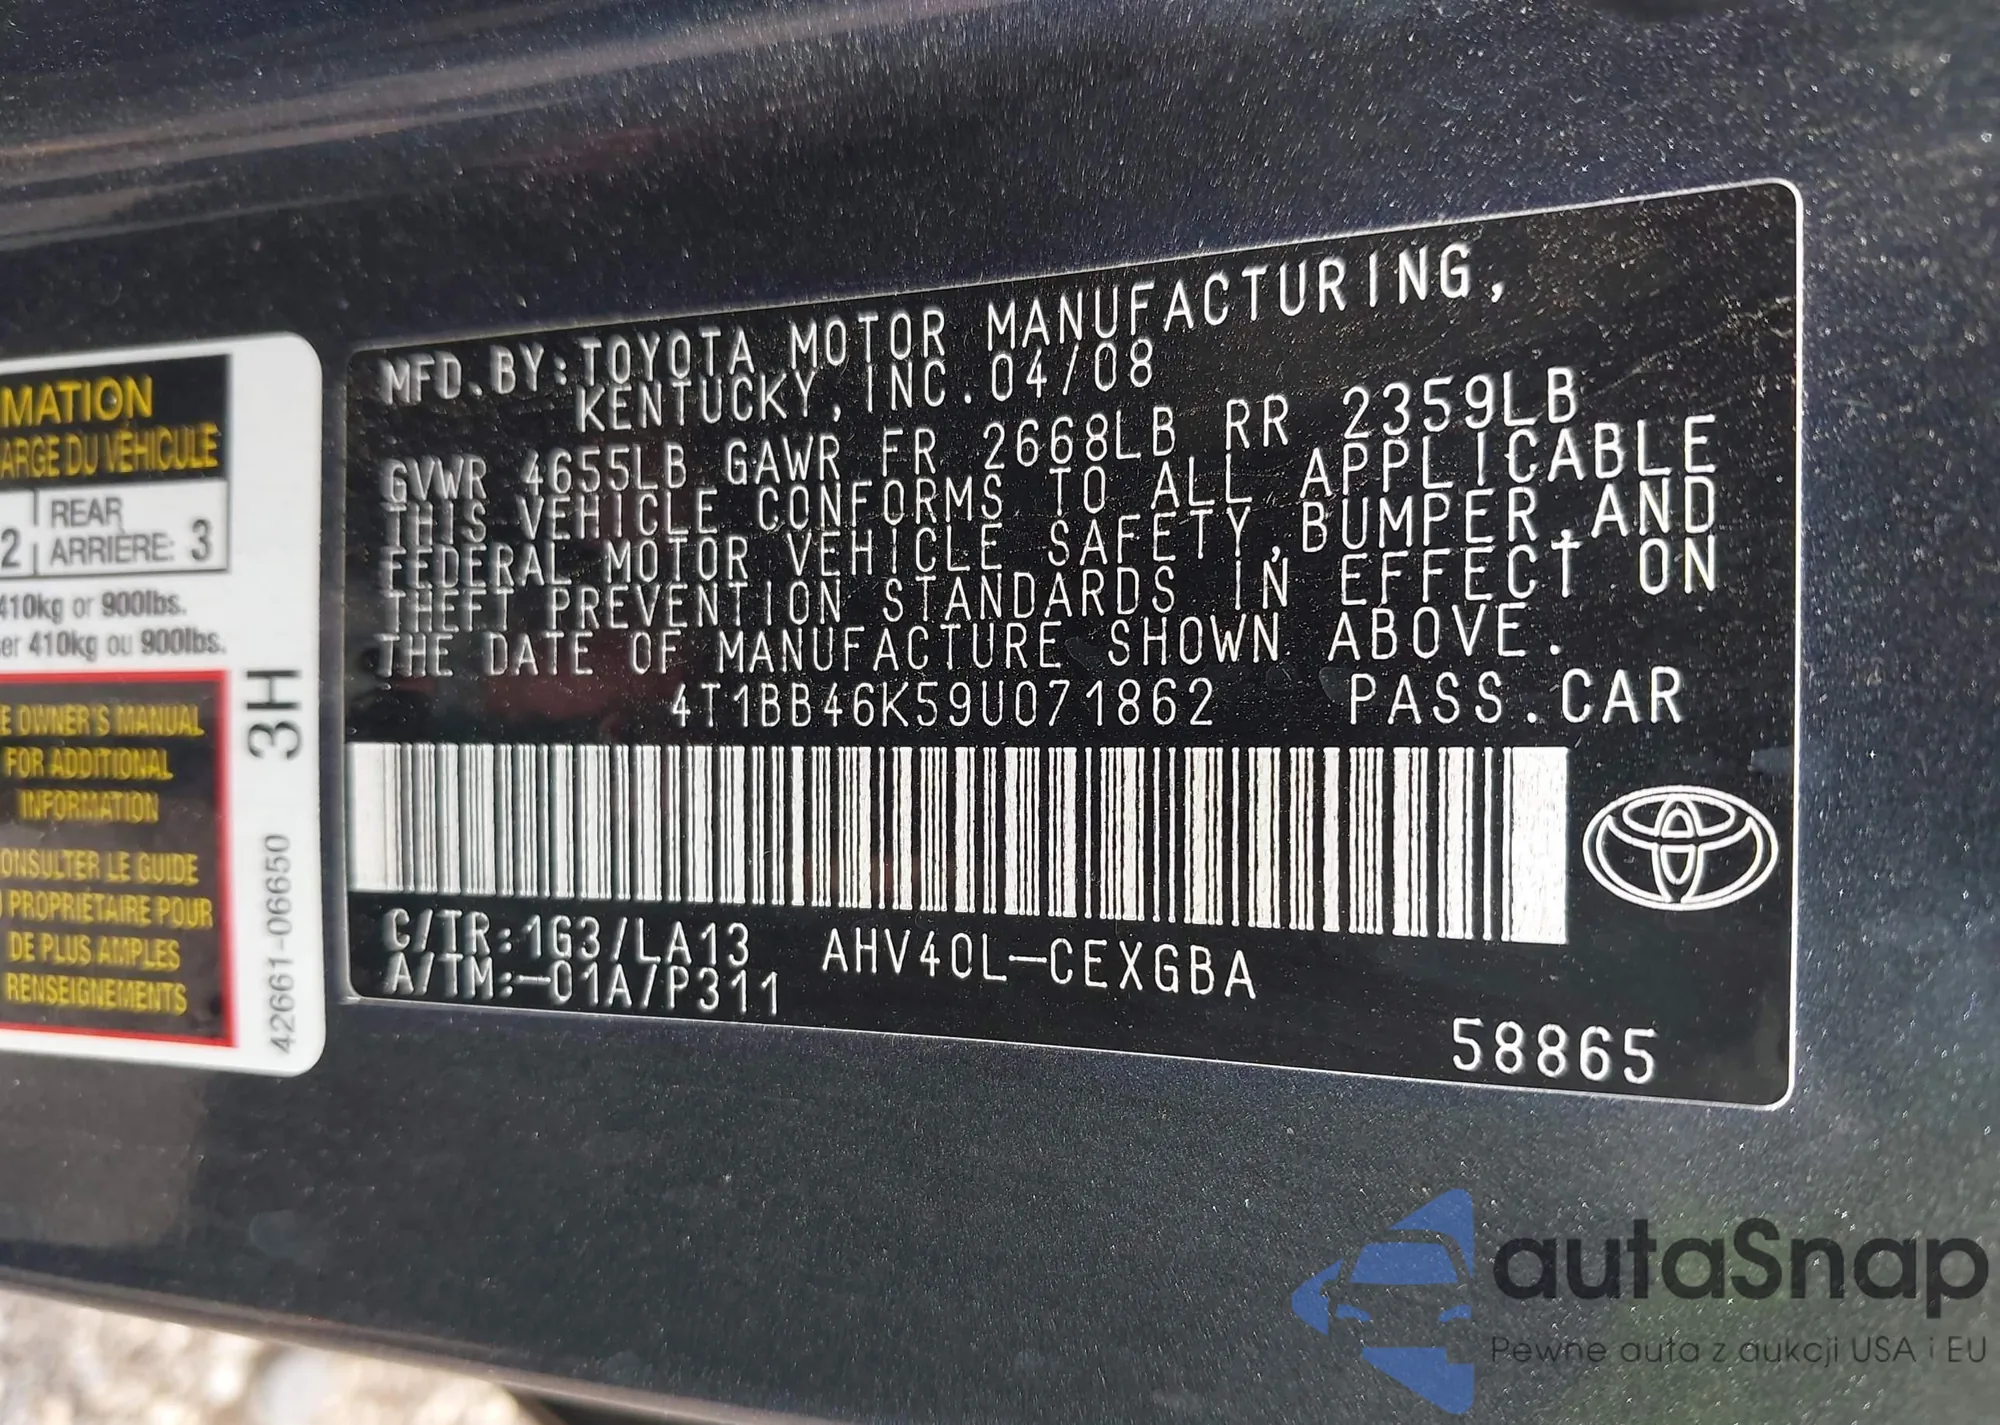 MATION
ARGE DU VÉHICULE
2
REAR
ARRIÈRE: 3
410kg or 900lbs.
er 410kg ou 900lbs.
E OWNER'S MANUAL
FOR ADDITIONAL
INFORMATION
ONSULTER LE GUIDE
PROPRIÉTAIRE POUR
DE PLUS AMPLES
RENSEIGNEMENTS
3H
42661-06650
MFD.BY:TOYOTA MOTOR MANUFACTURING,
KENTUCKY, INC. 04/08
GVWR 4655LB GAWR FR 2668LB RR 2359LB
THIS VEHICLE CONFORMS TO ALL APPLICABLE
FEDERAL MOTOR VEHICLE SAFETY,BUMPER,AND
THEFT PREVENTION STANDARDS IN EFFECT ON
THE DATE OF MANUFACTURE SHOWN ABOVE.
4T1BB46K59U071862 PASS.CAR
C/TR:1G3/LA13 AHV40L-CEXGBA
A/TM:-01A/P311
58865
autaSnap
Pewne auta z aukcji USA i EU